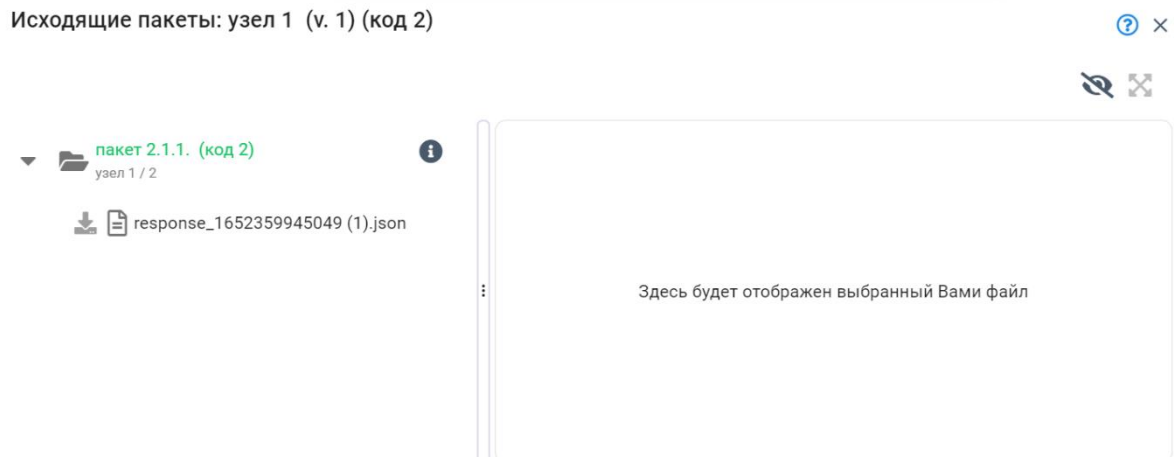 Исходящие пакеты: узел 1 (v. 1) (код 2)
пакет 2.1.1. (код 2)
узел 1 / 2
response_1652359945049 (1).json
Здесь будет отображен выбранный Вами файл